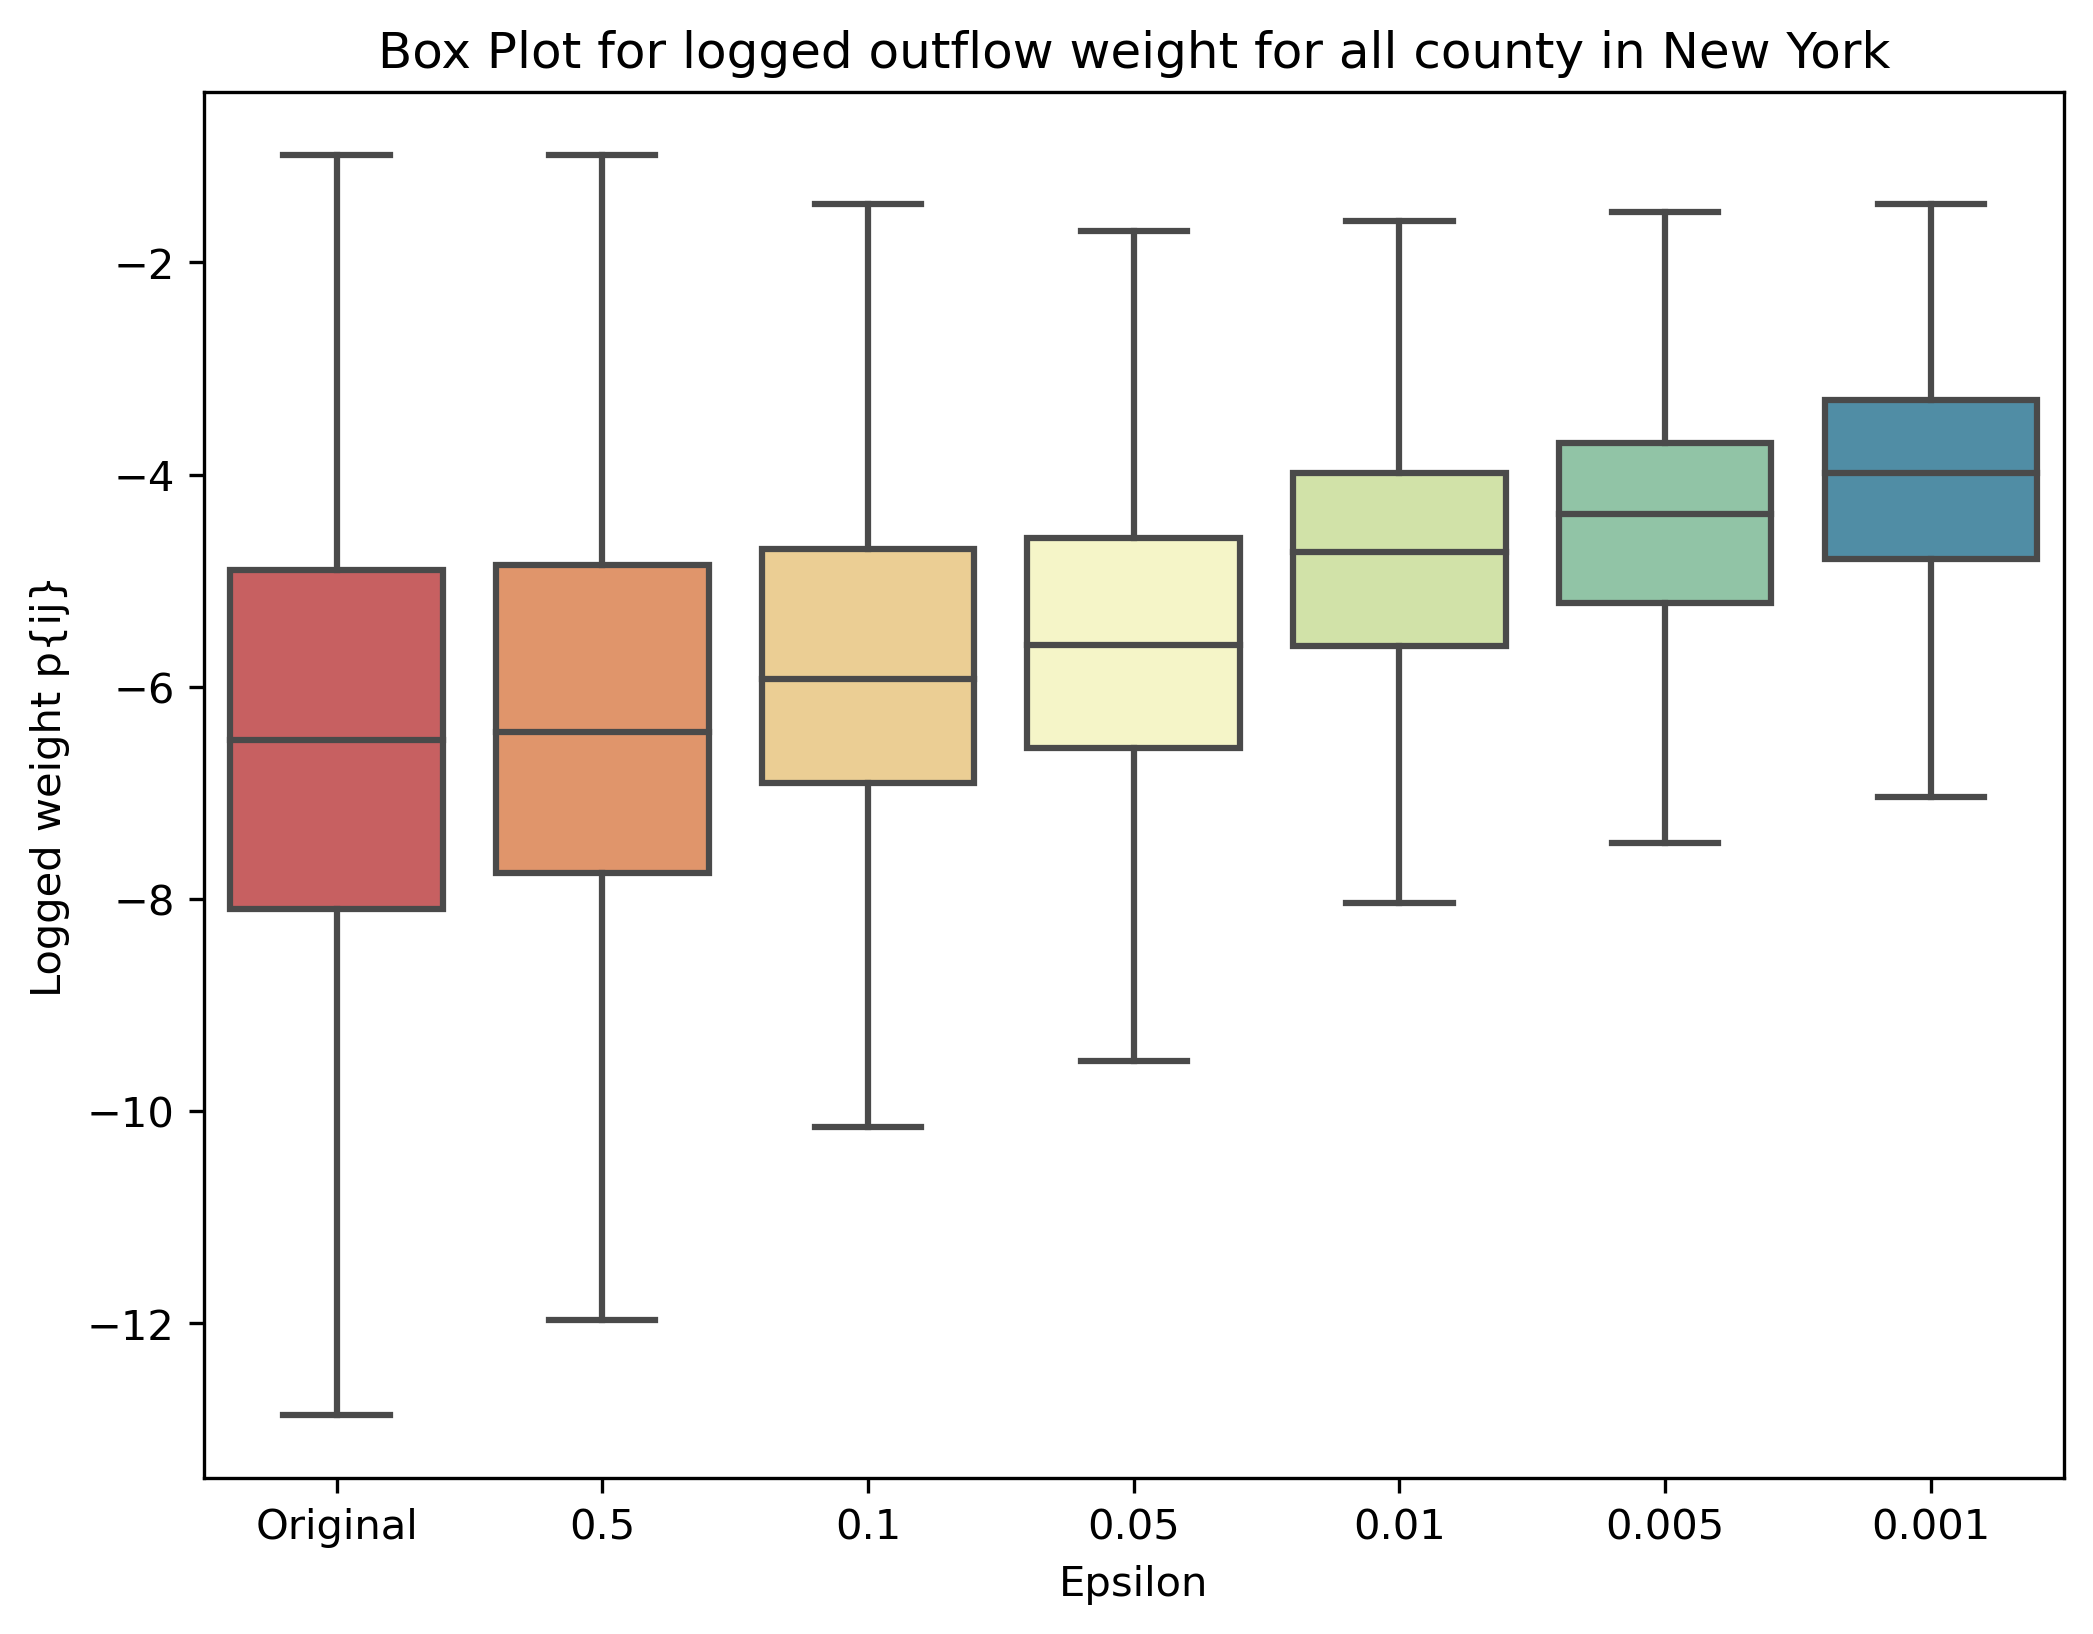 Box Plot for logged outflow weight for all county in New York
Logged weight p{ij}
−2
−4
−6
−8
−10
−12
Original 0.5 0.1 0.05 0.01 0.005 0.001
Epsilon